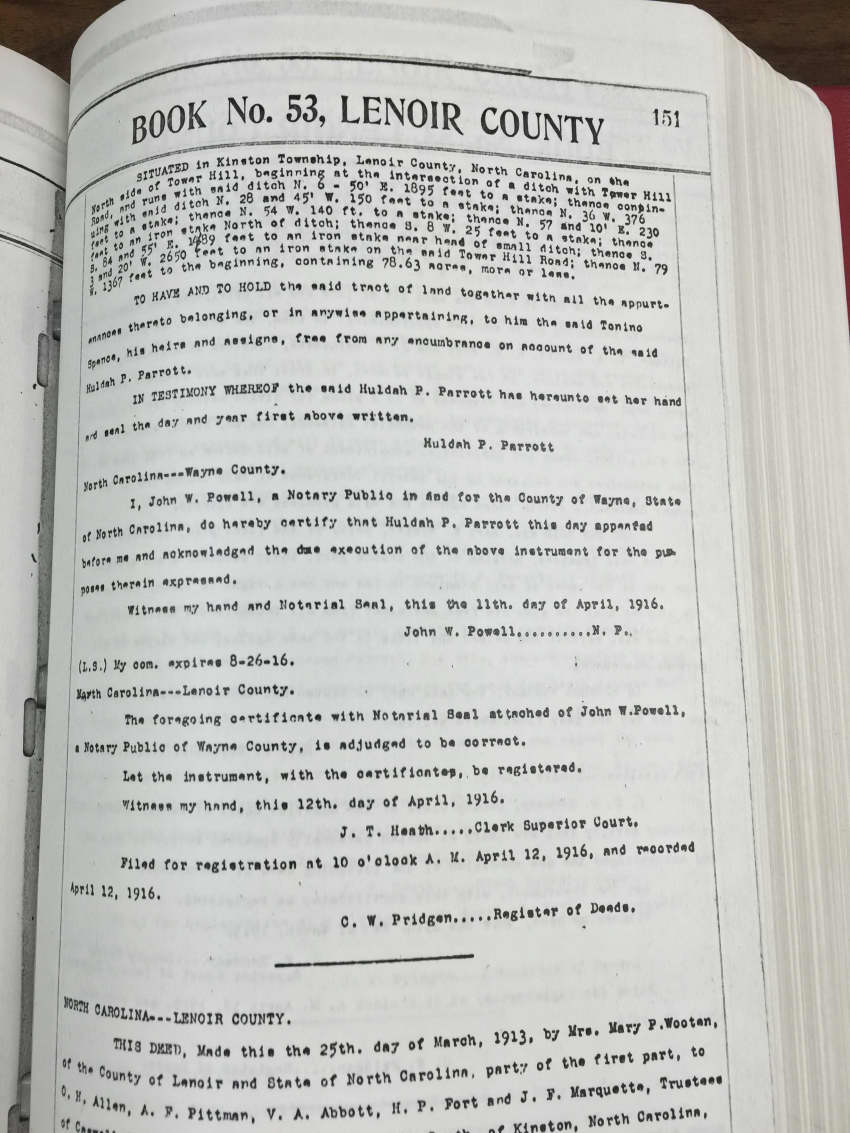 BOOK No. 53, LENOIR COUNTY 151
SITUATED in Kinston Township, Lenoir County, North Carolina, on the
North side of Tower Hill, beginning at the intersection of a ditch with Tower Hill
Road, and runs with said ditch N. 6 - 50' E. 1895 feet to a stake; thence contin-
uing with said ditch N. 28 and 45' W. 150 feet to a stake; thence N. 36 W. 376
feet to a stake; thence N. 54 W. 140 ft. to a stake; thence N. 57 and 10' E. 230
feet to an iron stake North of ditch; thence S. 8 W. 25 feet to a stake; thence
S. 84 and 55' E. 1489 feet to an iron stake near head of small ditch; thence S.
3 and 20' W. 2650 feet to an iron stake on the said Tower Hill Road; thence N. 79
W. 1367 feet to the beginning, containing 78.63 acres, more or less.
TO HAVE AND TO HOLD the said tract of land together with all the appurt-
enances thereto belonging, or in anywise appertaining, to him the said Tonino
Spence, his heirs and assigns, free from any encumbrance on account of the said
Huldah P. Parrott.
IN TESTIMONY WHEREOF the said Huldah P. Parrott has hereunto set her hand
and seal the day and year first above written.
Huldah P. Parrott
North Carolina---Wayne County.
I, John W. Powell, a Notary Public in and for the County of Wayne, State
of North Carolina, do hereby certify that Huldah P. Parrott this day appeafed
before me and acknowledged the due execution of the above instrument for the pur-
poses therein expressed.
Witness my hand and Notarial Seal, this the 11th. day of April, 1916.
John W. Powell..........N. P.
(L.S.) My com. expires 8-26-16.
North Carolina---Lenoir County.
The foregoing certificate with Notarial Seal attached of John W.Powell,
a Notary Public of Wayne County, is adjudged to be correct.
Let the instrument, with the certificates, be registered.
Witness my hand, this 12th. day of April, 1916.
J. T. Heath.....Clerk Superior Court.
Filed for registration at 10 o'clock A. M. April 12, 1916, and recorded
April 12, 1916.
C. W. Pridgen.....Register of Deeds.
NORTH CAROLINA---LENOIR COUNTY.
THIS DEED, Made this the 25th. day of March, 1913, by Mrs. Mary P.Wooten,
of the County of Lenoir and State of North Carolina, party of the first part, to
O. H. Allen, A. F. Pittman, V. A. Abbott, H. P. Fort and J. F. Marquette, Trustees
of Kinston, North Carolina,